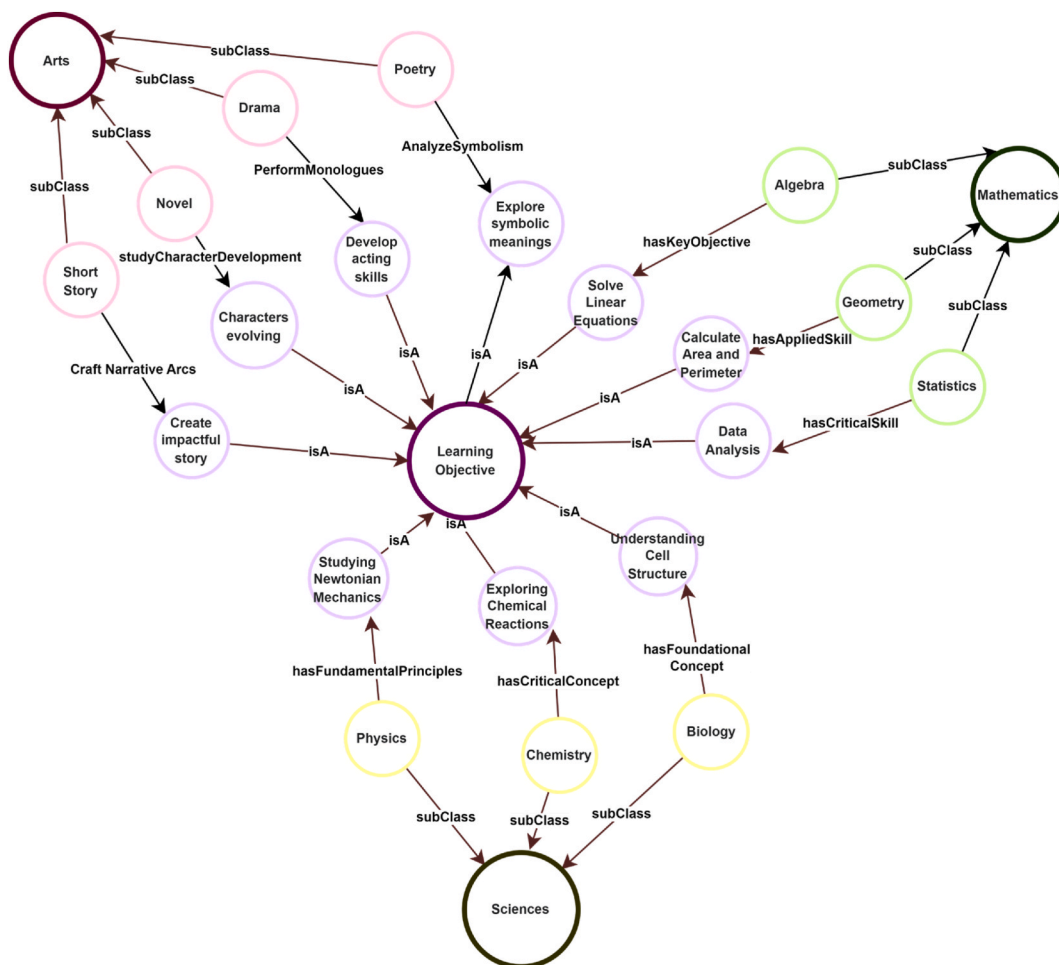 Arts
subClass
Poetry
subClass
Drama
subClass
AnalyzeSymbolism
PerformMonologues
subClass
Novel
Algebra
subClass
Mathematics
Explore
symbolic
meanings
studyCharacterDevelopment
Develop
acting
skills
hasKeyObjective
subClass
Short
Story
Solve
Linear
Equations
Geometry
subClass
Characters
evolving
hasAppliedSkill
Calculate
Area and
Perimeter
isA
isA
isA
Craft Narrative Arcs
isA
isA
Statistics
hasCriticalSkill
Create
impactful
story
isA
Learning
Objective
isA
Data
Analysis
isA
isA
isA
Understanding
Cell
Structure
Studying
Newtonian
Mechanics
Exploring
Chemical
Reactions
hasFundamentalPrinciples
hasCriticalConcept
hasFoundational
Concept
Physics
Chemistry
Biology
subClass
subClass
subClass
Sciences